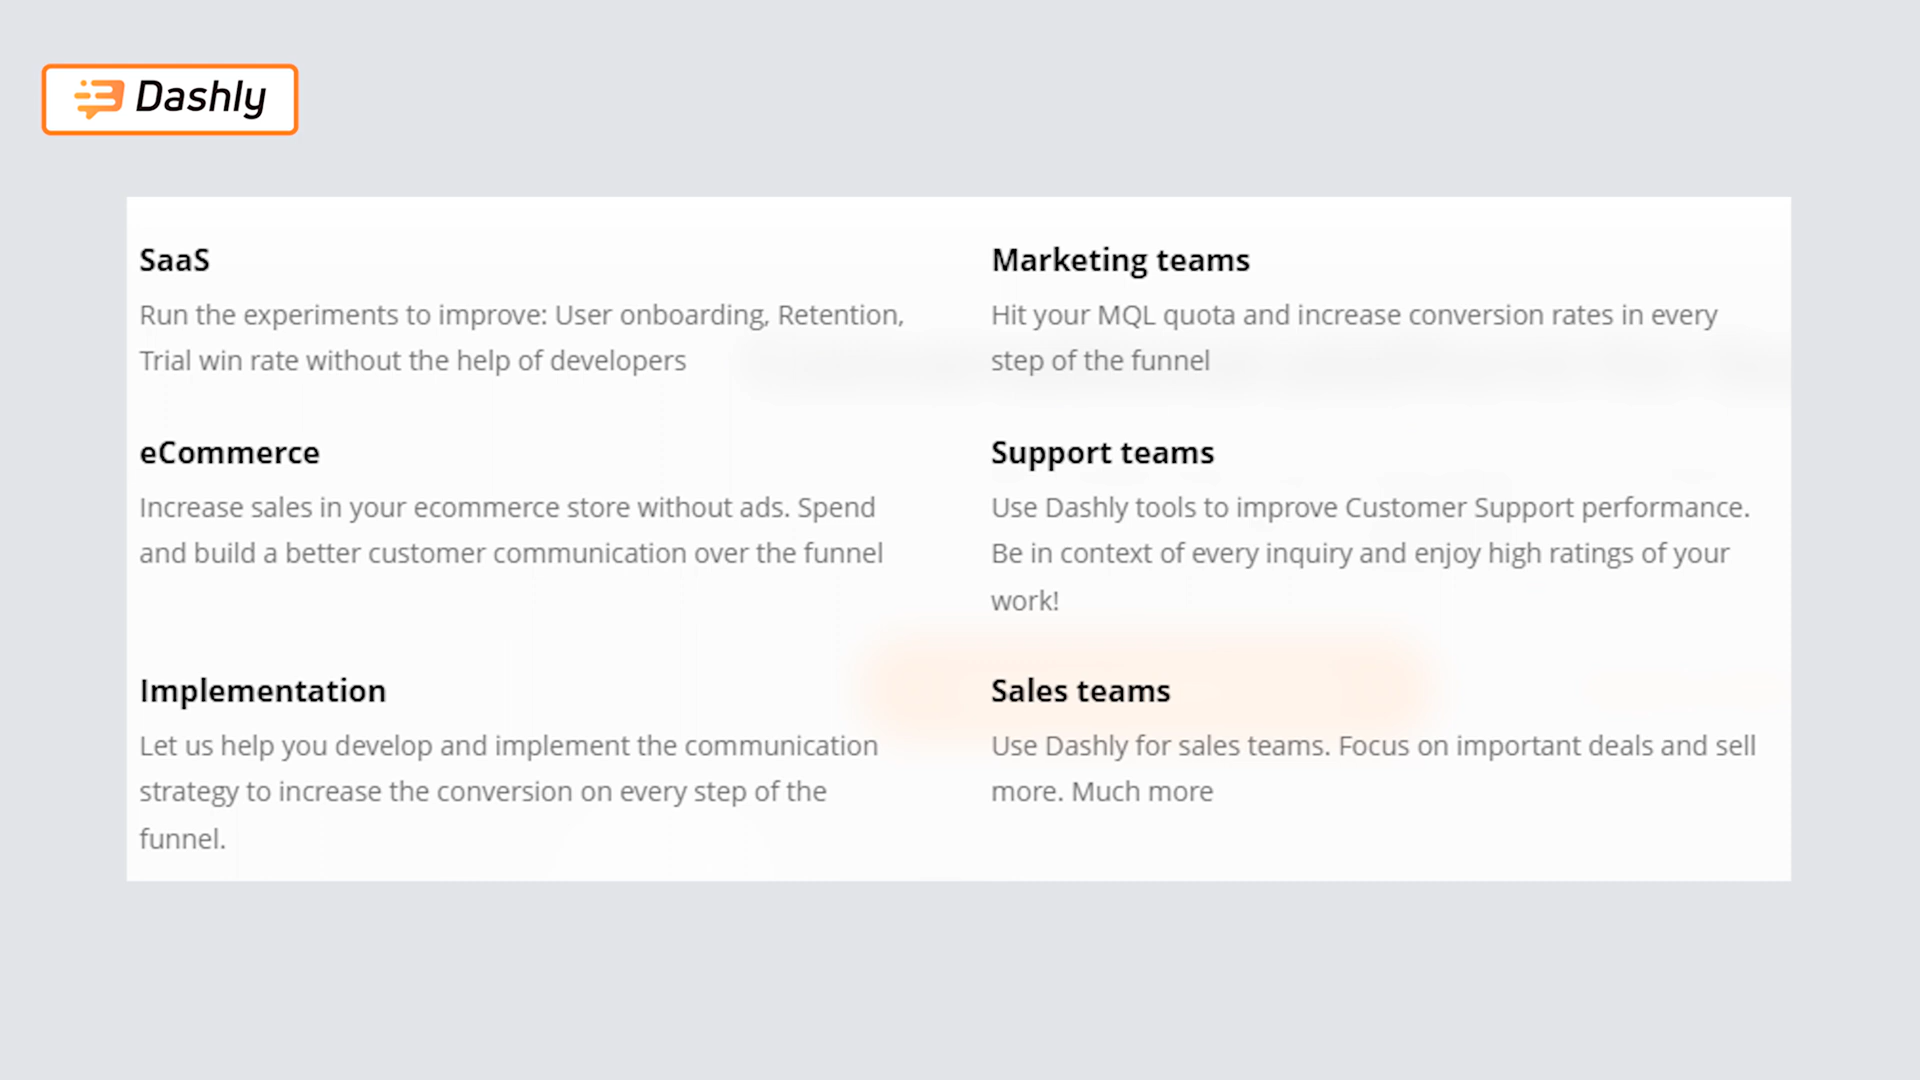 Dashly
SaaS
Run the experiments to improve: User onboarding, Retention,
Trial win rate without the help of developers
Marketing teams
Hit your MQL quota and increase conversion rates in every
step of the funnel
eCommerce
Increase sales in your ecommerce store without ads. Spend
and build a better customer communication over the funnel
Support teams
Use Dashly tools to improve Customer Support performance.
Be in context of every inquiry and enjoy high ratings of your
work!
Implementation
Let us help you develop and implement the communication
strategy to increase the conversion on every step of the
funnel.
Sales teams
Use Dashly for sales teams. Focus on important deals and sell
more. Much more